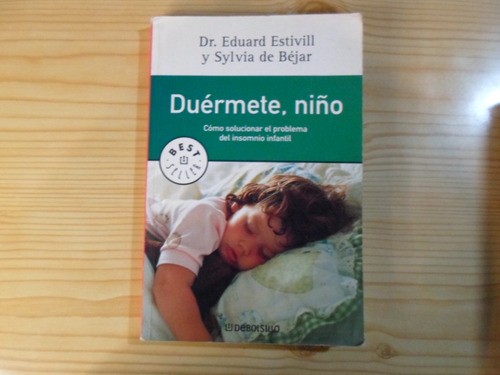 Dr. Eduard Estivill
y Sylvia de Béjar
Duérmete, niño
Cómo solucionar el problema
del insomnio infantil
BEST
SELLER
DEBOLSILLO